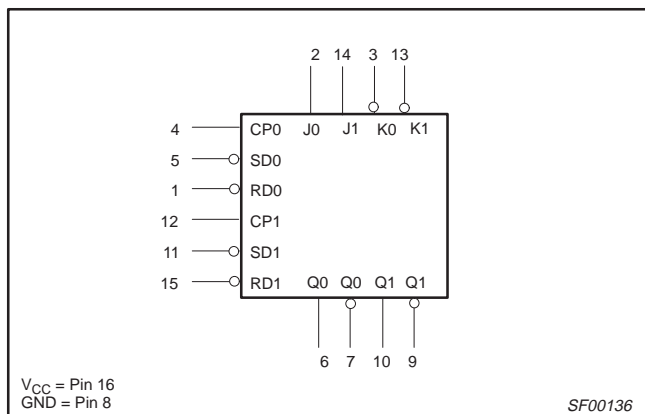 2 14 3 13
4 CP0 J0 J1 K0 K1
5 SD0
1 RD0
12 CP1
11 SD1
15 RD1 Q0 Q0 Q1 Q1
6 7 10 9
VCC = Pin 16
GND = Pin 8
SF00136